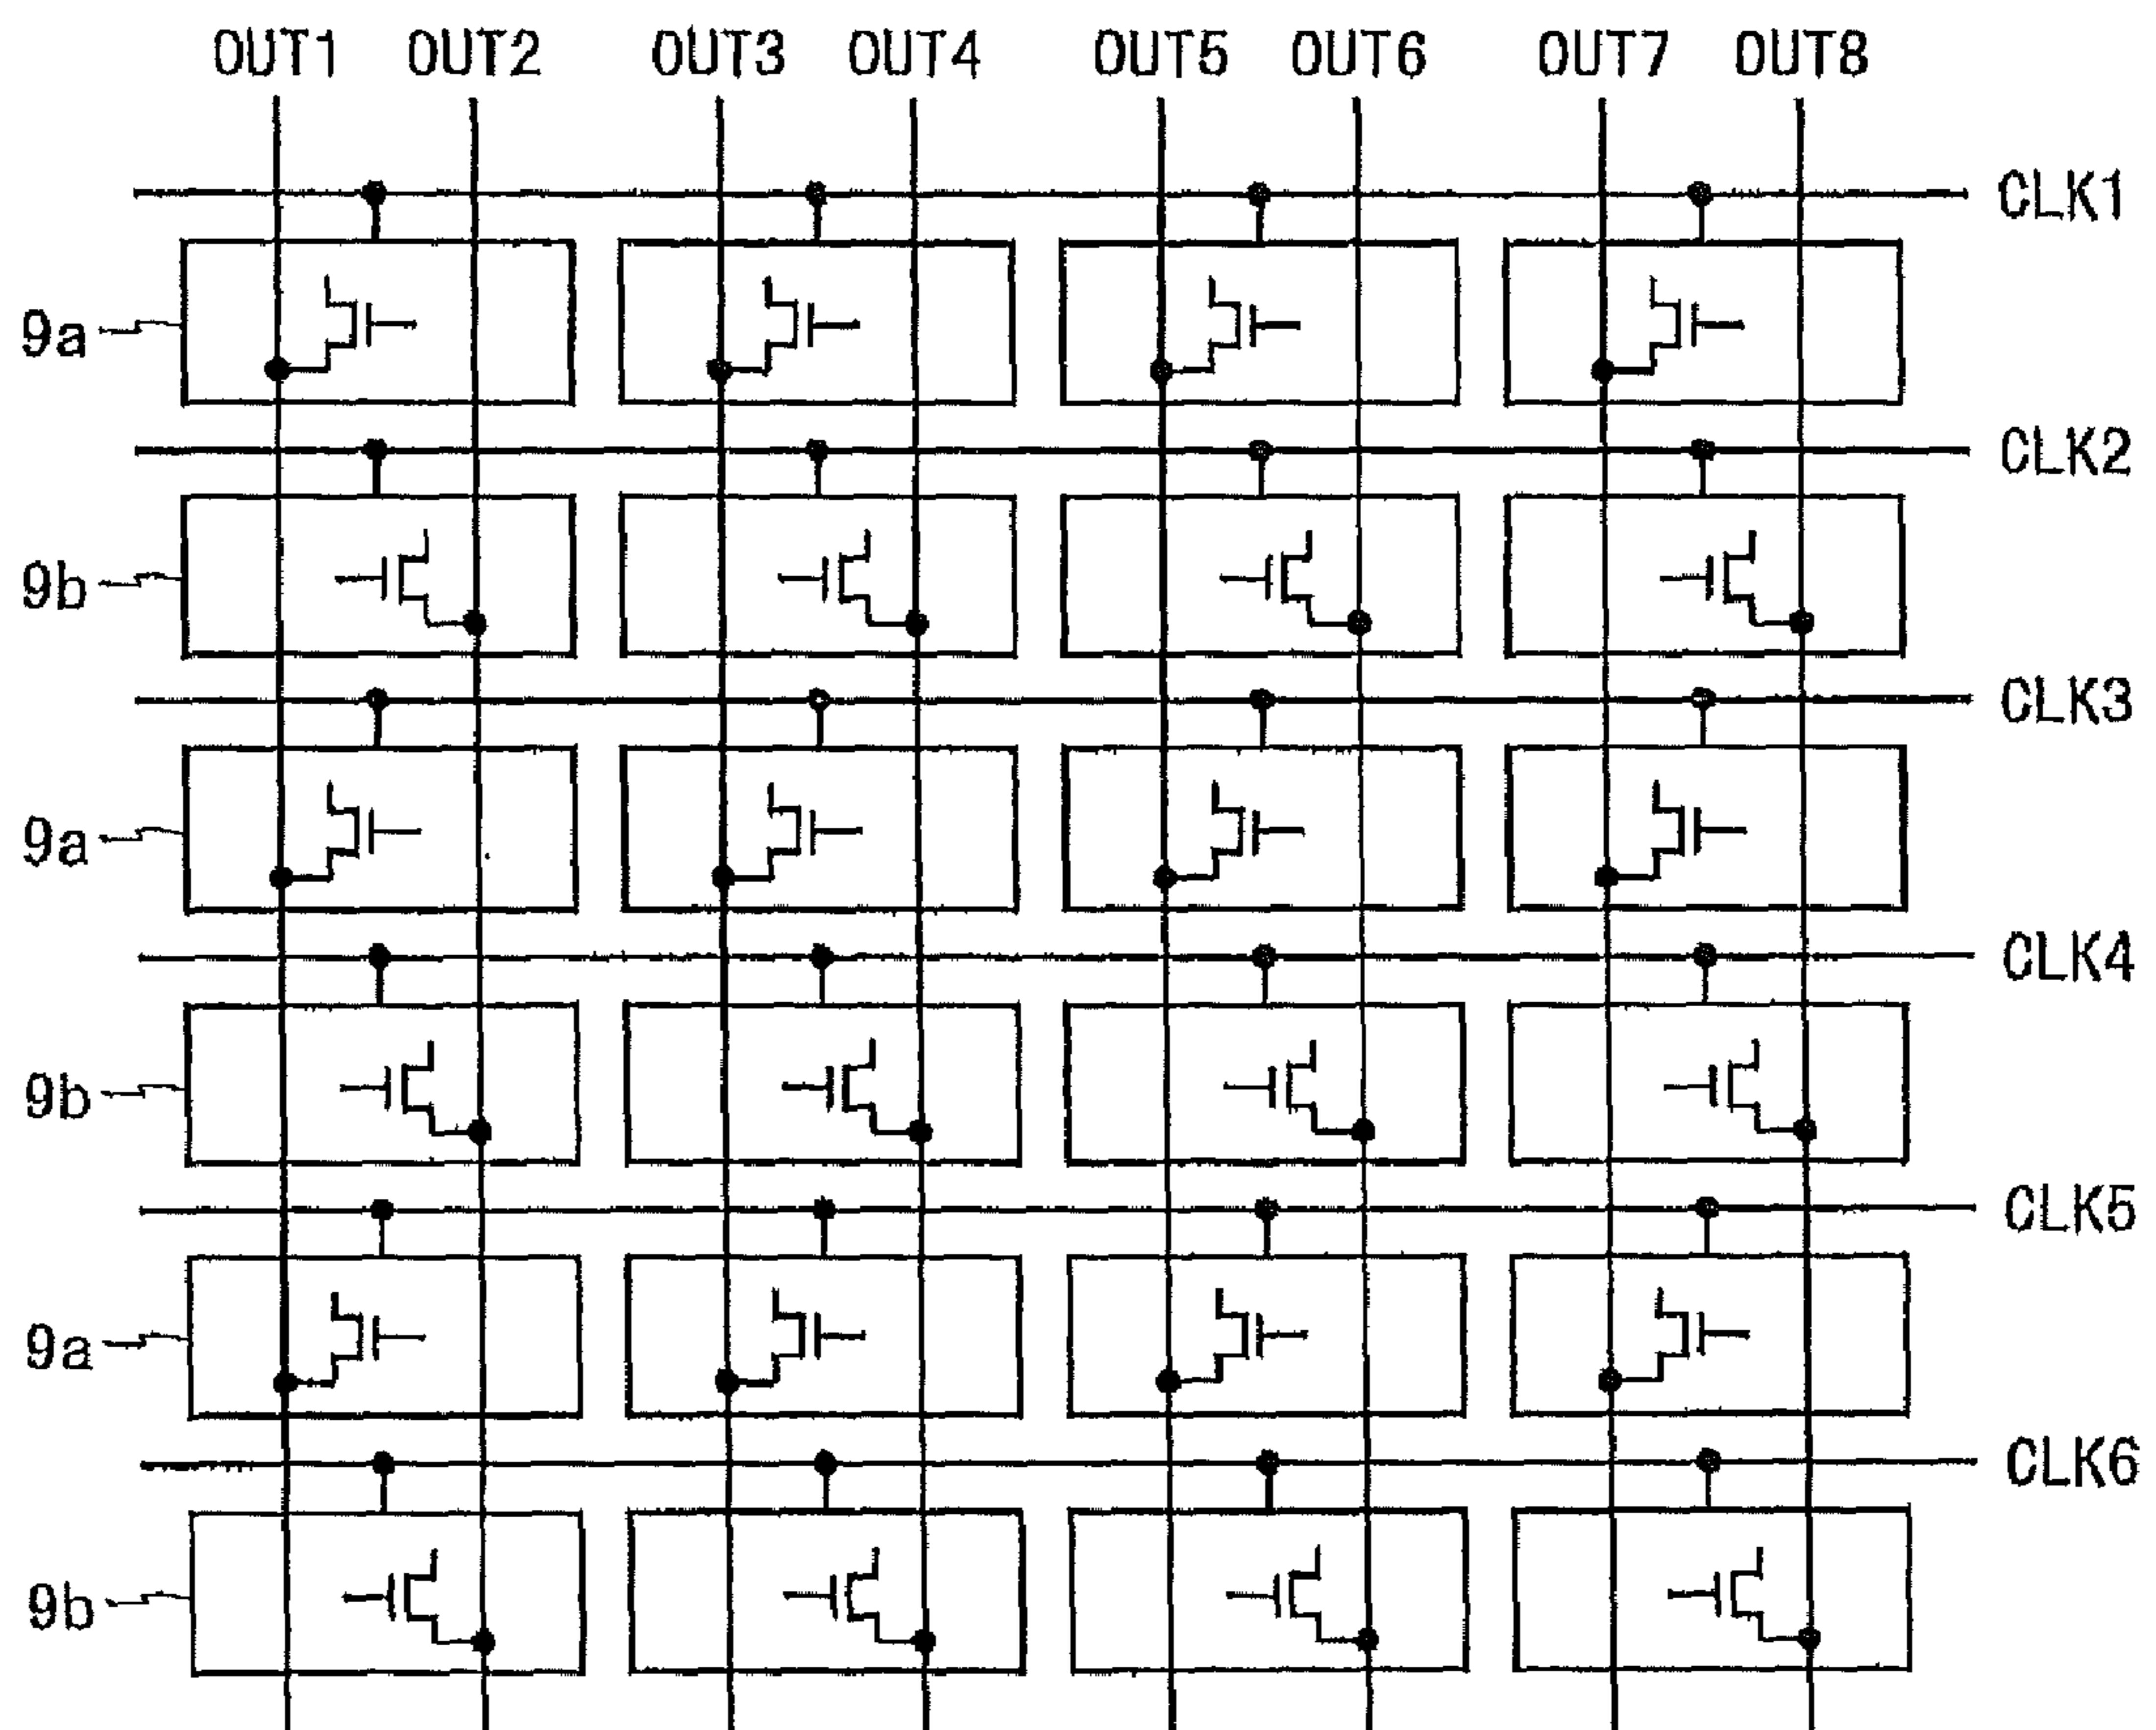 OUT1 OUT2 OUT3 OUT4 OUT5 OUT6 OUT7 OUT8
CLK1
9a
CLK2
9b
CLK3
9a
CLK4
9b
CLK5
9a
CLK6
9b